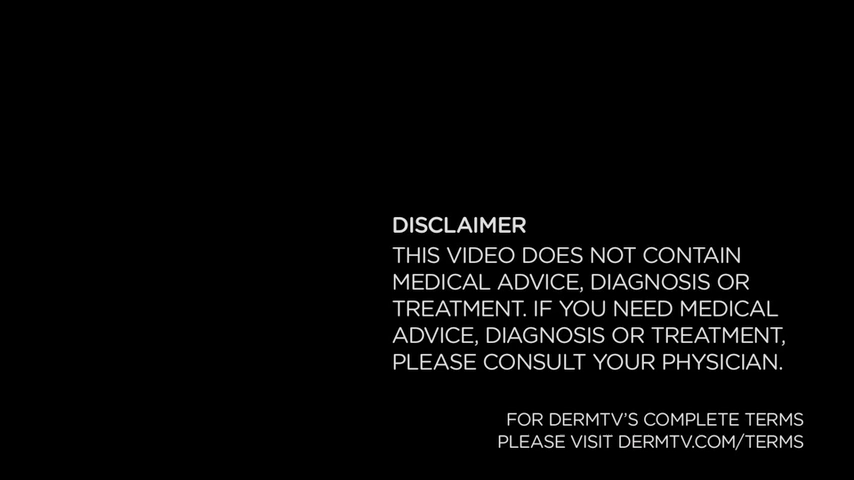 DISCLAIMER
THIS VIDEO DOES NOT CONTAIN
MEDICAL ADVICE, DIAGNOSIS OR
TREATMENT. IF YOU NEED MEDICAL
ADVICE, DIAGNOSIS OR TREATMENT,
PLEASE CONSULT YOUR PHYSICIAN.
FOR DERMTV'S COMPLETE TERMS
PLEASE VISIT DERMTV.COM/TERMS